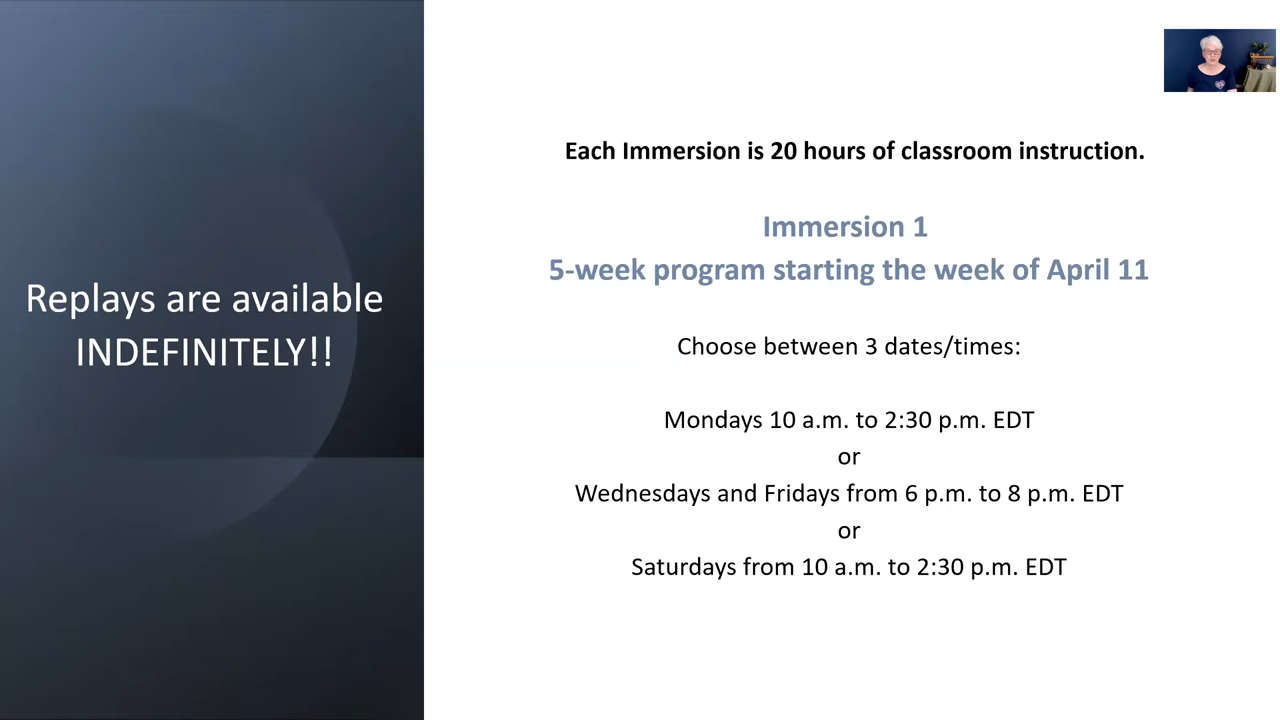 Replays are available
INDEFINITELY!!
Each Immersion is 20 hours of classroom instruction.
Immersion 1
5-week program starting the week of April 11
Choose between 3 dates/times:
Mondays 10 a.m. to 2:30 p.m. EDT
or
Wednesdays and Fridays from 6 p.m. to 8 p.m. EDT
or
Saturdays from 10 a.m. to 2:30 p.m. EDT